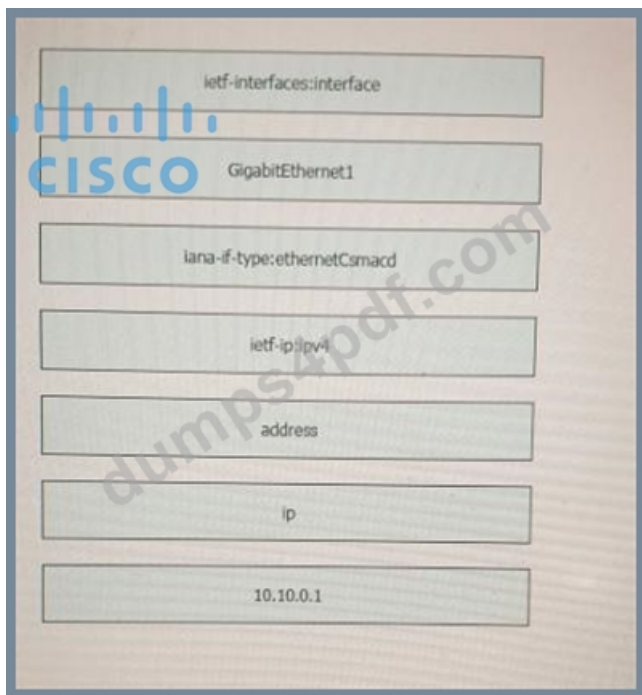 ietf-interfaces:interface
CISCO
GigabitEthernet1
iana-if-type:ethernetCsmacd
ietf-ip:ipv4
address
ip
10.10.0.1
dumps4pdf.com